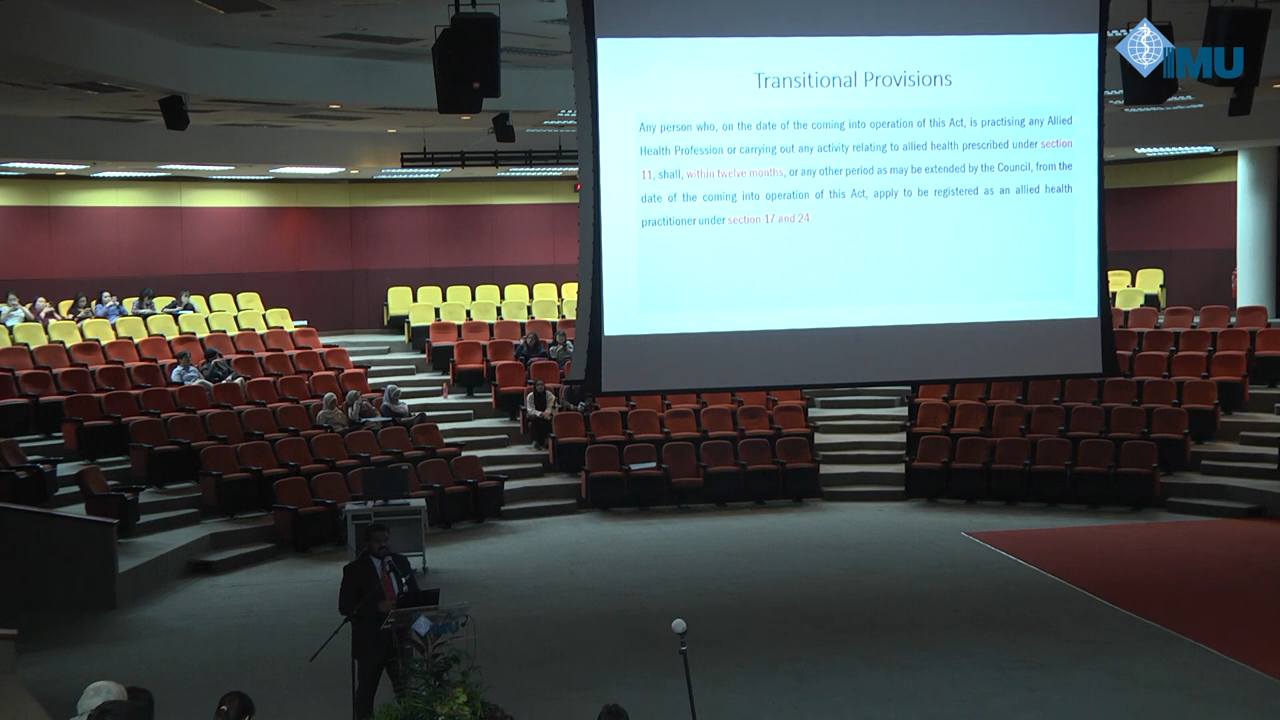 IMU
Transitional Provisions
Any person who, on the date of the coming into operation of this Act, is practising any Allied
Health Profession or carrying out any activity relating to allied health prescribed under section
11, shall, within twelve months, or any other period as may be extended by the Council, from the
date of the coming into operation of this Act, apply to be registered as an allied health
practitioner under section 17 and 24.
IMU